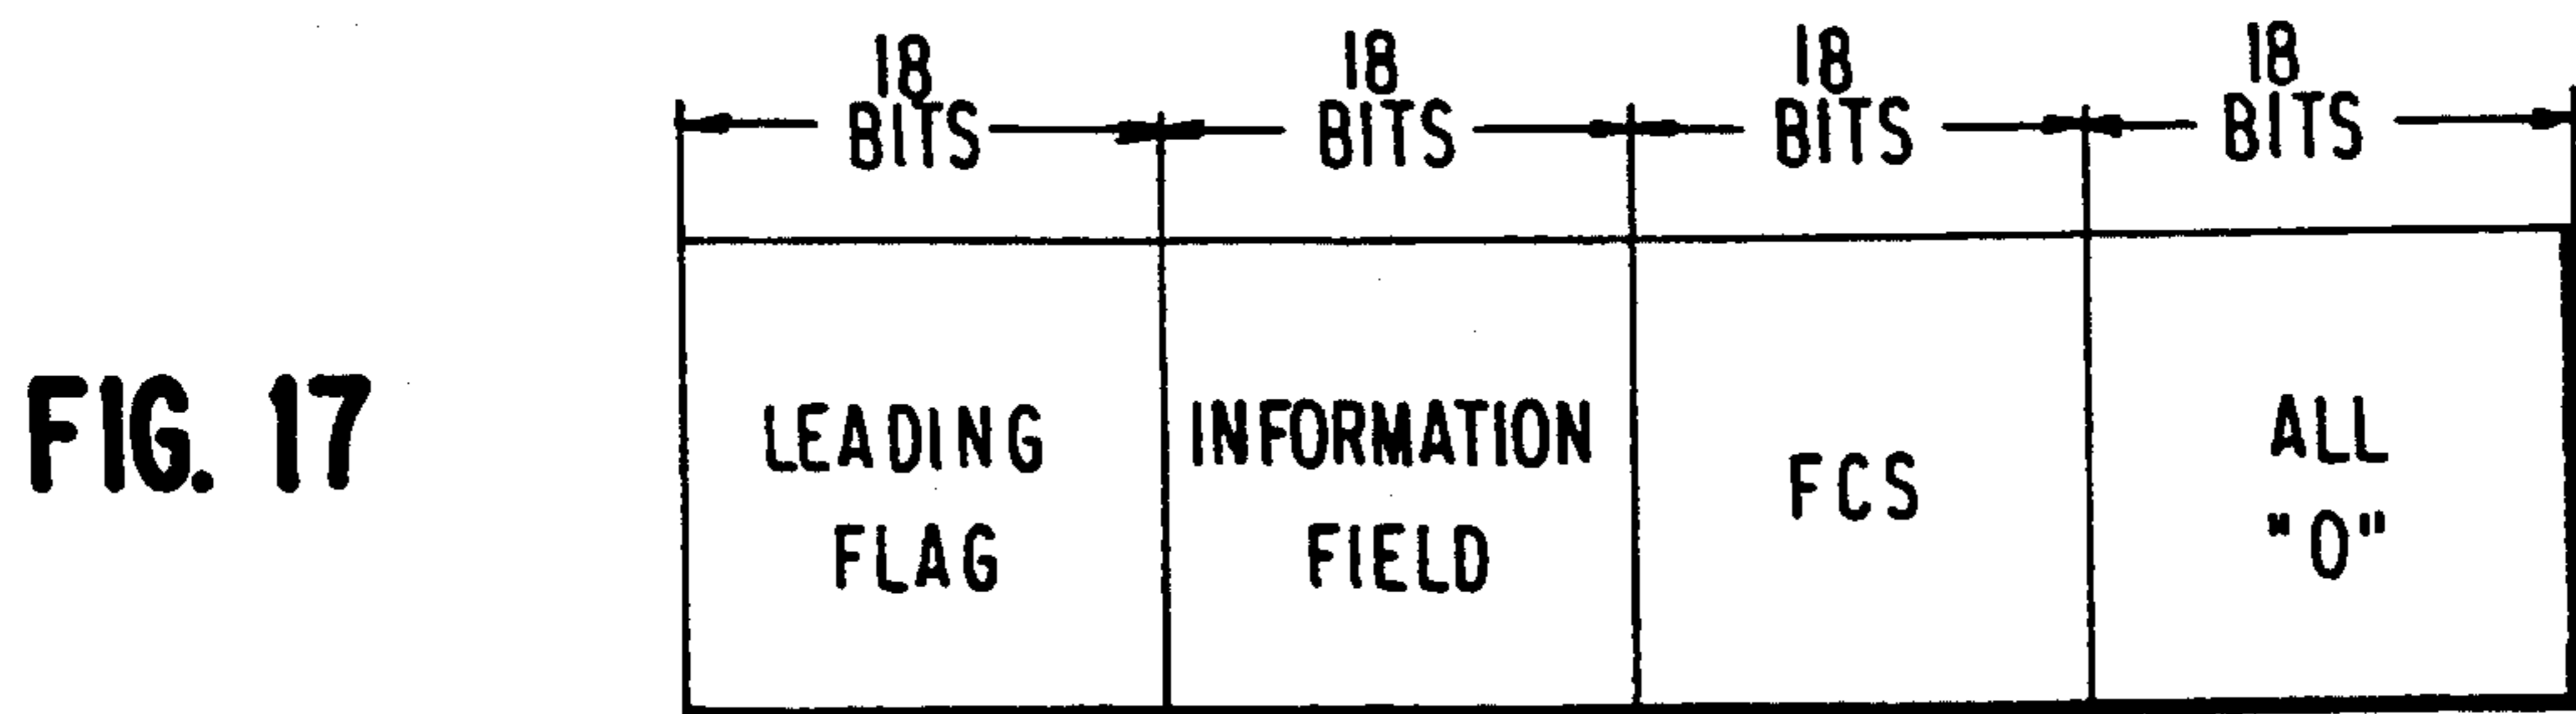 18 18 18 18
BITS BITS BITS BITS
FIG. 17
LEADING INFORMATION FCS ALL
FLAG FIELD "0"